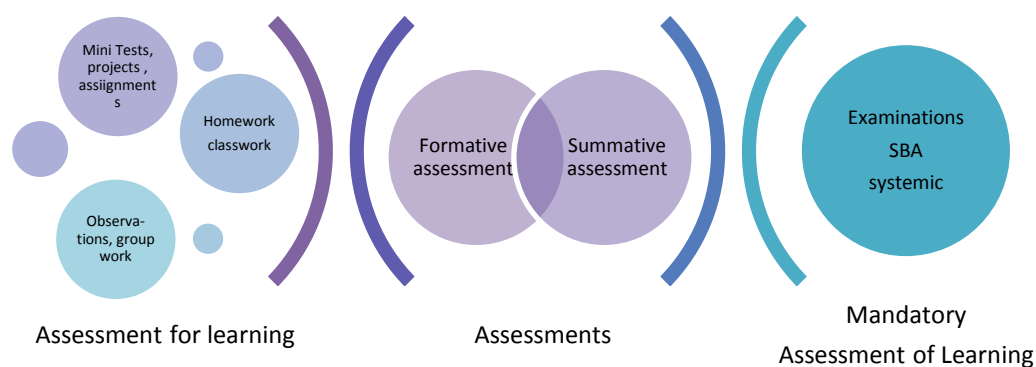 Mini Tests,
projects ,
assiignment
s
Homework
classwork
Observa-
tions, group
work
Assessment for learning
Formative
assessment
Summative
assessment
Assessments
Examinations
SBA
systemic
Mandatory
Assessment of Learning